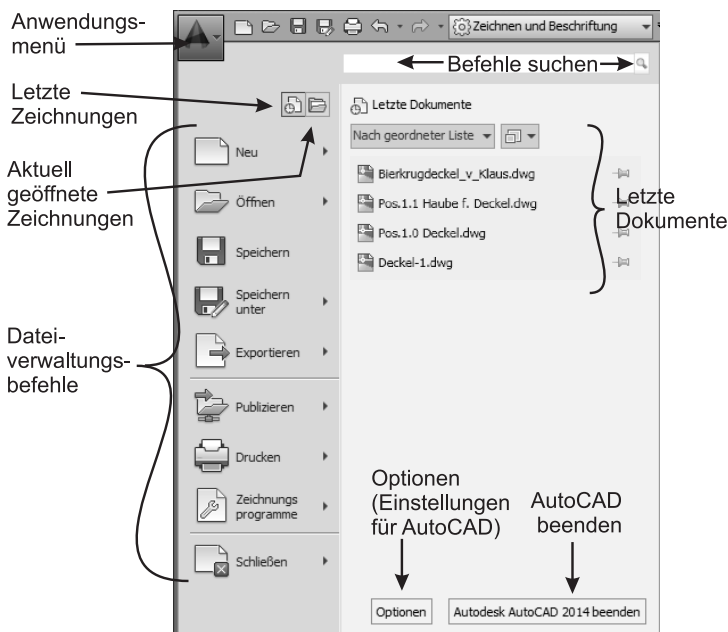 Anwendungs-
menü
Zeichnen und Beschriftung
Befehle suchen
Letzte
Zeichnungen
Letzte Dokumente
Nach geordneter Liste
Aktuell
geöffnete
Zeichnungen
Neu
Öffnen
Speichern
Speichern
unter
Exportieren
Publizieren
Drucken
Zeichnungs
programme
Schließen
Bierkrugdeckel_v_Klaus.dwg
Pos.1.1 Haube f. Deckel.dwg
Pos.1.0 Deckel.dwg
Deckel-1.dwg
Letzte
Dokumente
Datei-
verwaltungs-
befehle
Optionen
(Einstellungen
für AutoCAD)
AutoCAD
beenden
Optionen
Autodesk AutoCAD 2014 beenden